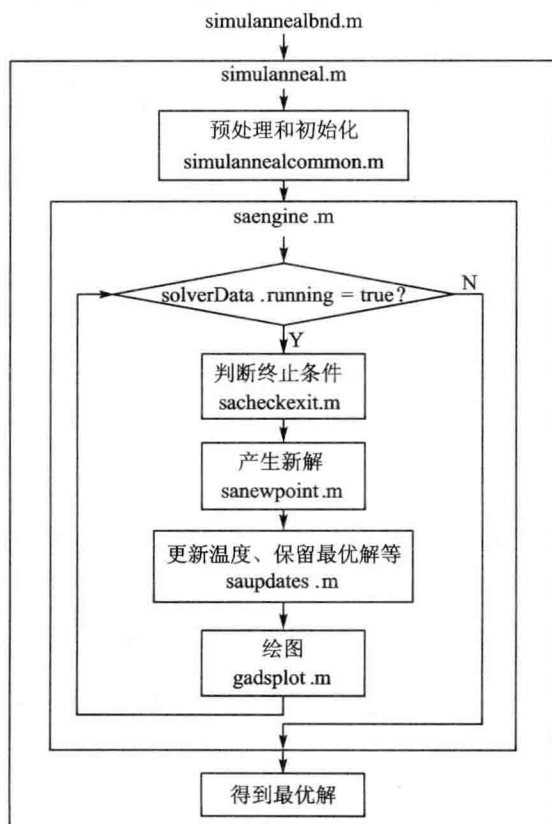 simulannealbnd.m
simulanneal.m
预处理和初始化
simulannealcommon.m
saengine .m
solverData .running = true?
N
Y
判断终止条件
sacheckexit.m
产生新解
sanewpoint .m
更新温度、保留最优解等
saupdates .m
绘图
gadsplot .m
得到最优解